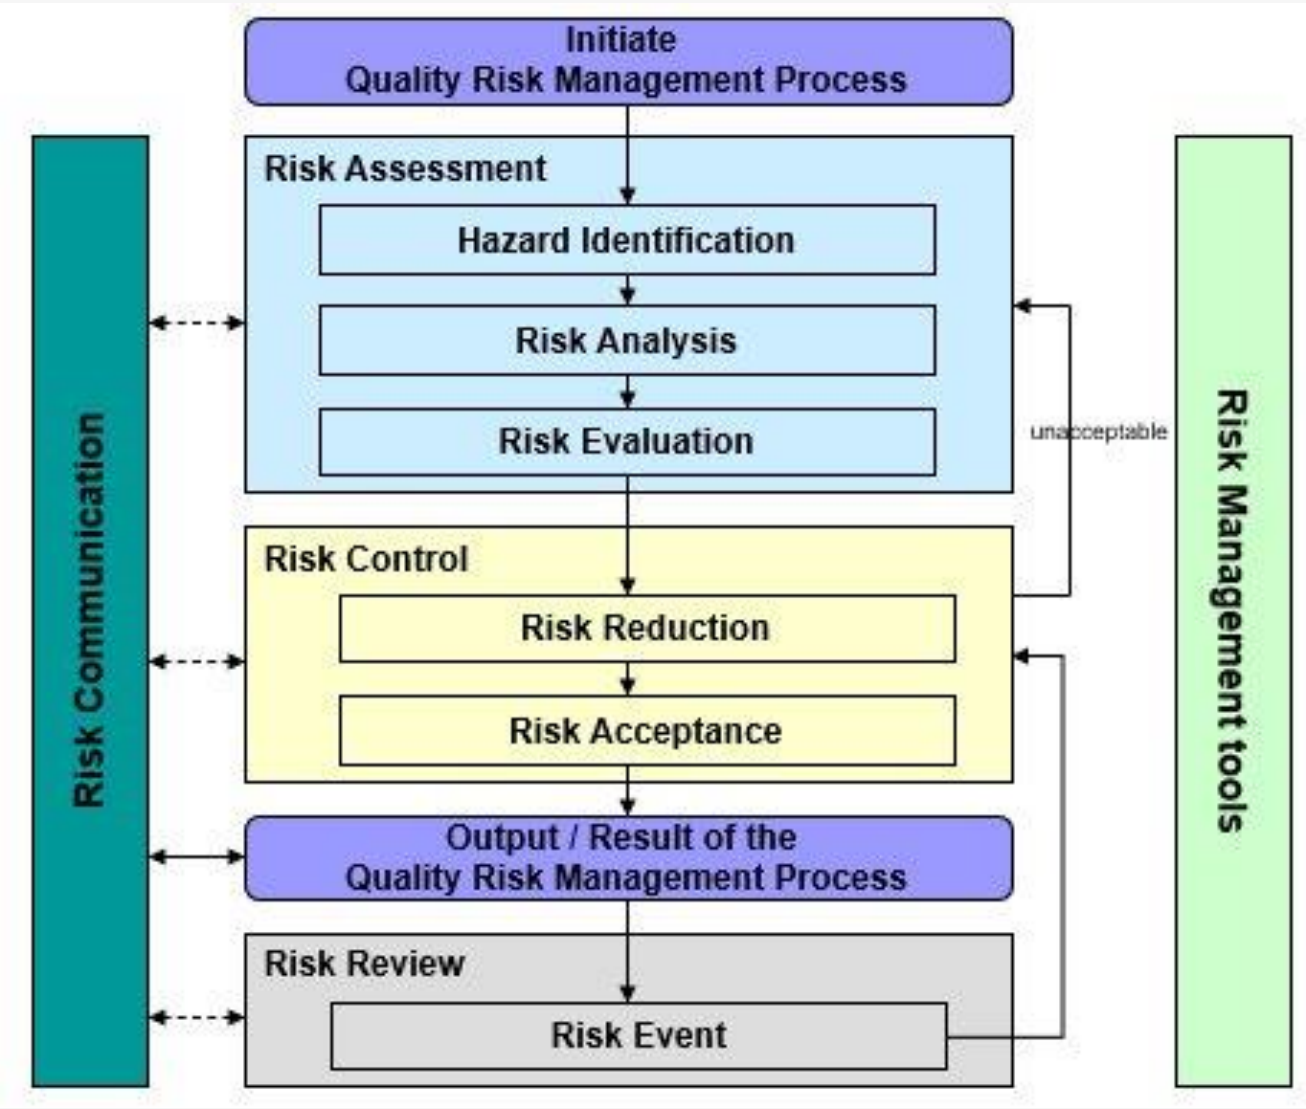 Initiate
Quality Risk Management Process
Risk Assessment
Hazard Identification
Risk Analysis
Risk Evaluation
unacceptable
Risk Control
Risk Reduction
Risk Acceptance
Output / Result of the
Quality Risk Management Process
Risk Review
Risk Event
Risk Communication
Risk Management tools